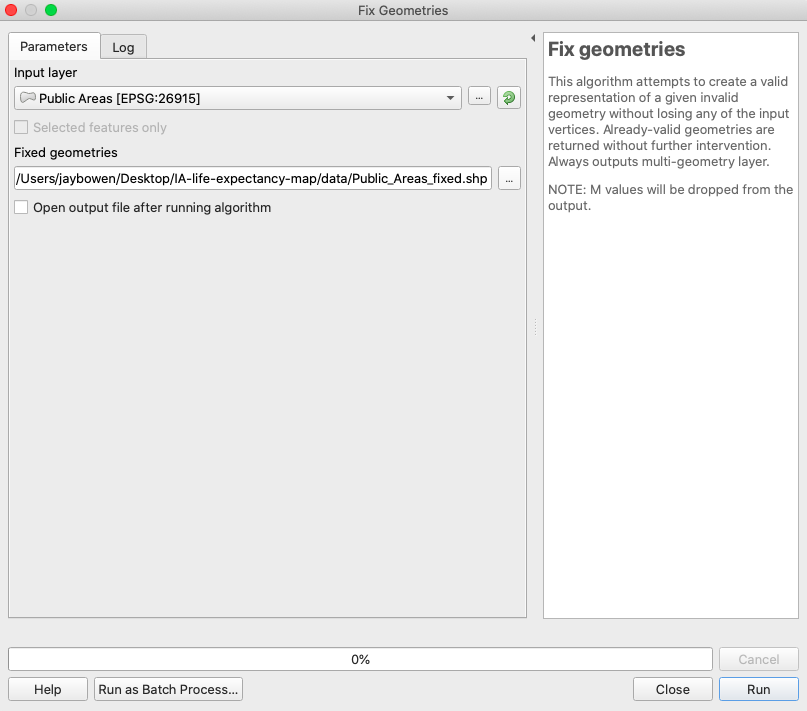 Fix Geometries
Parameters
Log
Input layer
Public Areas [EPSG:26915]
...
Selected features only
Fixed geometries
/Users/jaybowen/Desktop/IA-life-expectancy-map/data/Public_Areas_fixed.shp
...
Open output file after running algorithm
Fix geometries
This algorithm attempts to create a valid
representation of a given invalid
geometry without losing any of the input
vertices. Already-valid geometries are
returned without further intervention.
Always outputs multi-geometry layer.
NOTE: M values will be dropped from the
output.
0%
Cancel
Help
Run as Batch Process...
Close
Run